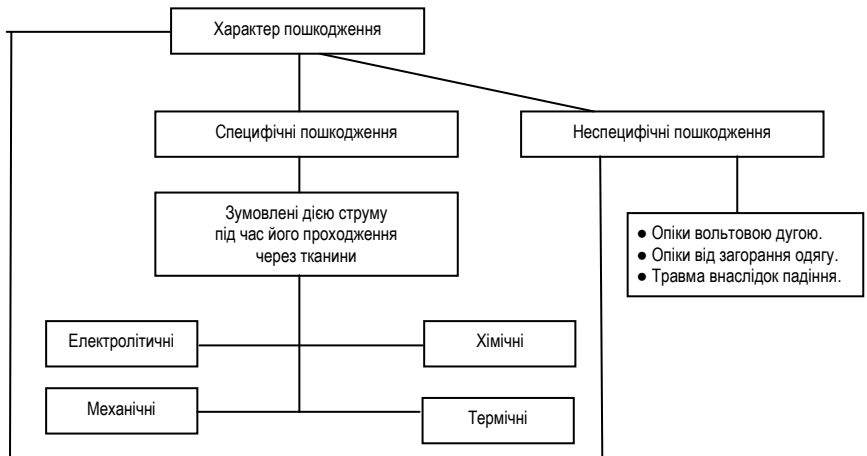 Характер пошкодження
Специфічні пошкодження
Неспецифічні пошкодження
Зумовлені дією струму
під час його проходження
через тканини
● Опіки вольтовою дугою.
● Опіки від загорання одягу.
● Травма внаслідок падіння.
Електролітичні
Хімічні
Механічні
Термічні